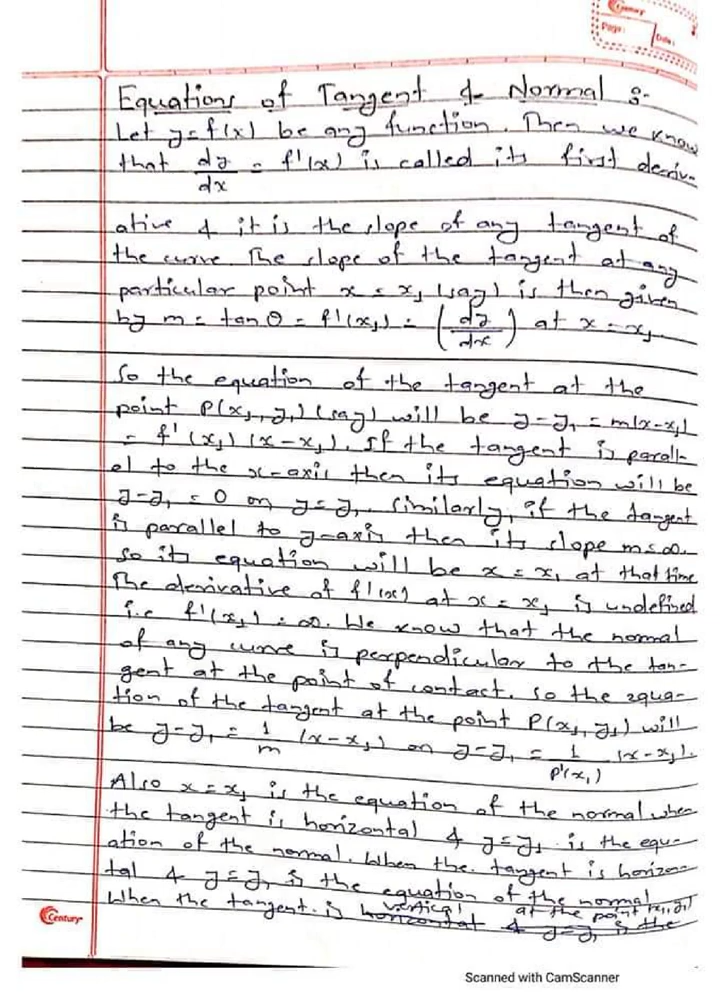 Century
Page: Date:
Equations of Tangent & Normal :-
Let y=f(x) be any function. Then we know
that dy/dx = f'(x) is called its first deriv-
ative & it is the slope of any tangent of
the curve The slope of the tangent at any
particular point x = x₁ (say) is then given
by m = tan θ = f'(x₁) = (dy/dx) at x = x₁
So the equation of the tangent at the
point P(x₁, y₁) (say) will be y-y₁ = m(x-x₁)
= f'(x₁) (x-x₁). If the tangent is parall-
el to the x-axis then its equation will be
y-y₁ = 0 or y=y₁. Similarly, if the tangent
is parallel to y-axis then its slope m=∞.
So its equation will be x = x₁ at that time
The derivative of f'(x) at x = x₁ is undefined
i.e f'(x₁) = ∞. We know that the normal
of any curve is perpendicular to the tan-
gent at the point of contact. So the equa-
tion of the tangent at the point P(x₁, y₁) will
be y-y₁ = 1/m (x-x₁) or y-y₁ = 1/P'(x₁) (x-x₁).
Also x=x₁ is the equation of the normal when
the tangent is horizontal & y=y₁ is the equ-
ation of the normal. When the. tangent is horizon-
tal & y=y₁ is the equation of the normal
When the tangent. is vertical at the point horizontal & y=y₁ is the
Century
Scanned with CamScanner